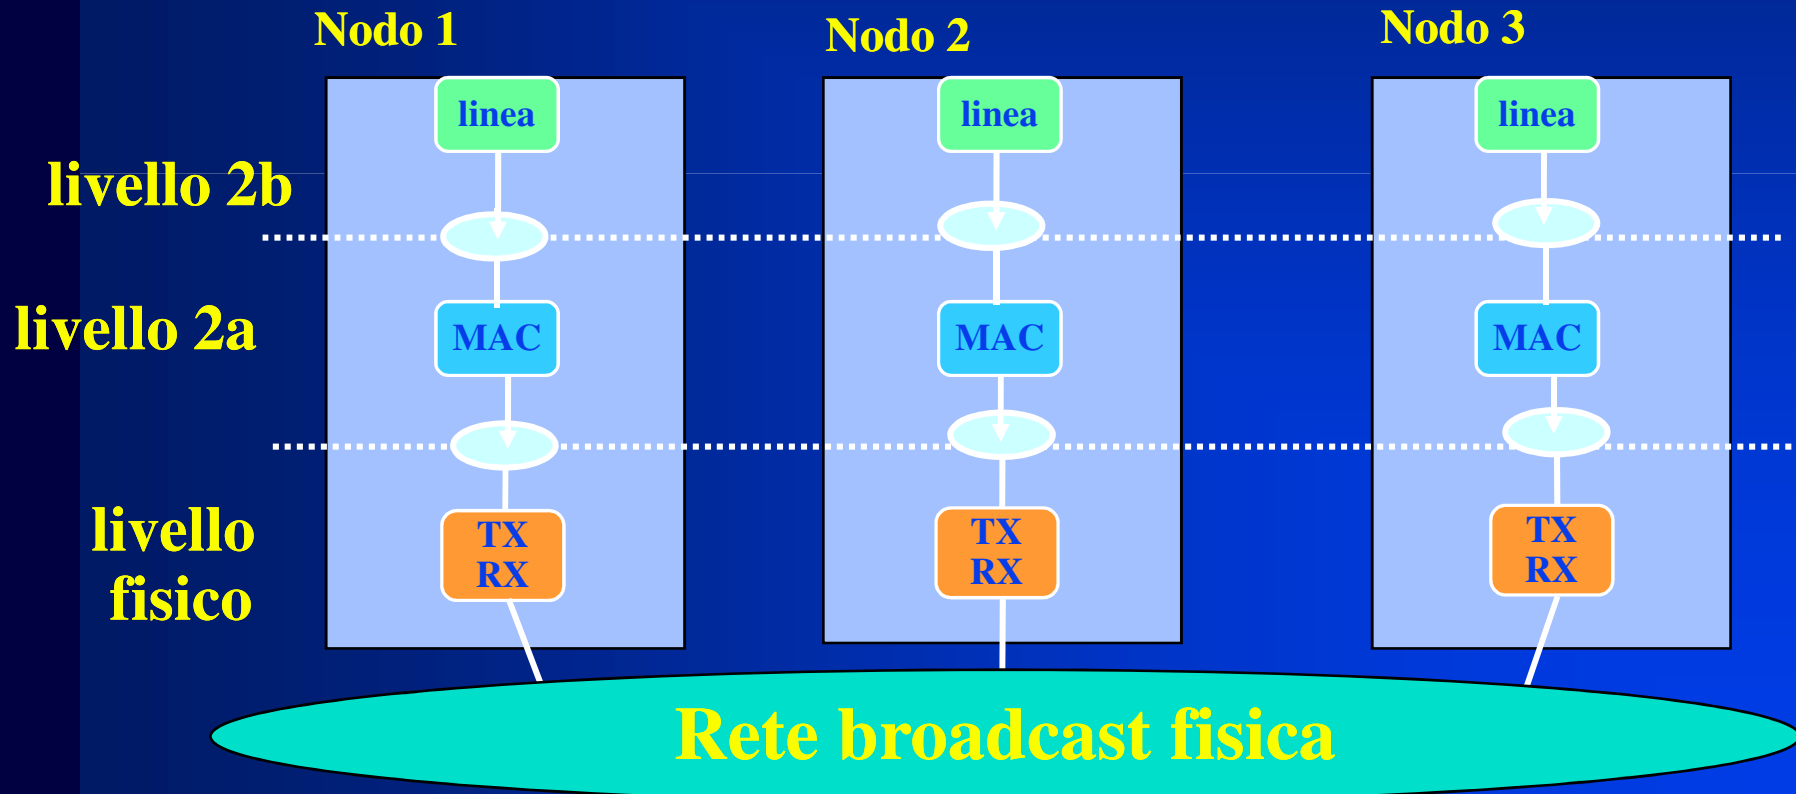 Nodo 1
Nodo 2
Nodo 3
linea
linea
linea
livello 2b
livello 2a
MAC
MAC
MAC
livello
fisico
TX
RX
TX
RX
TX
RX
Rete broadcast fisica